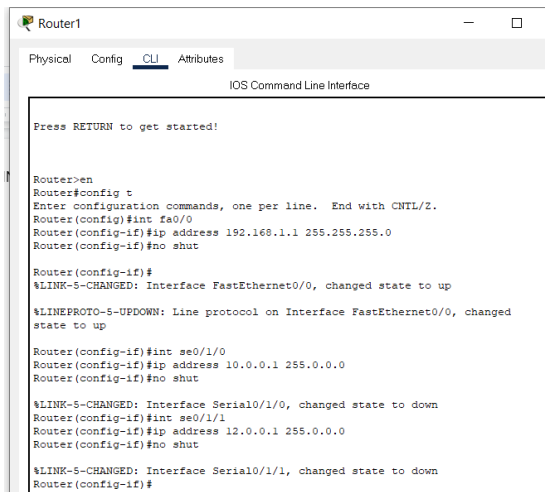 Router1
Physical Config CLI Attributes
IOS Command Line Interface
Press RETURN to get started!
Router>en
Router#config t
Enter configuration commands, one per line.  End with CNTL/Z.
Router(config)#int fa0/0
Router(config-if)#ip address 192.168.1.1 255.255.255.0
Router(config-if)#no shut
Router(config-if)#
%LINK-5-CHANGED: Interface FastEthernet0/0, changed state to up
%LINEPROTO-5-UPDOWN: Line protocol on Interface FastEthernet0/0, changed
state to up
Router(config-if)#int se0/1/0
Router(config-if)#ip address 10.0.0.1 255.0.0.0
Router(config-if)#no shut
%LINK-5-CHANGED: Interface Serial0/1/0, changed state to down
Router(config-if)#int se0/1/1
Router(config-if)#ip address 12.0.0.1 255.0.0.0
Router(config-if)#no shut
%LINK-5-CHANGED: Interface Serial0/1/1, changed state to down
Router(config-if)#